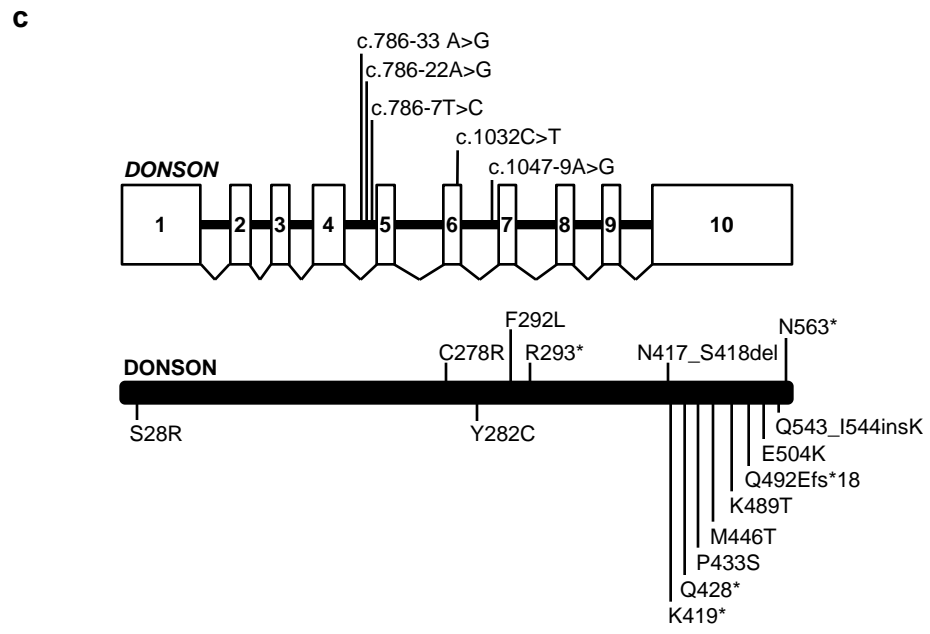 c
c.786-33 A>G
c.786-22A>G
c.786-7T>C
c.1032C>T
c.1047-9A>G
DONSON
1 2 3 4 5 6 7 8 9 10
F292L
N563*
C278R R293* N417_S418del
DONSON
S28R Y282C Q543_I544insK
E504K
Q492Efs*18
K489T
M446T
P433S
Q428*
K419*